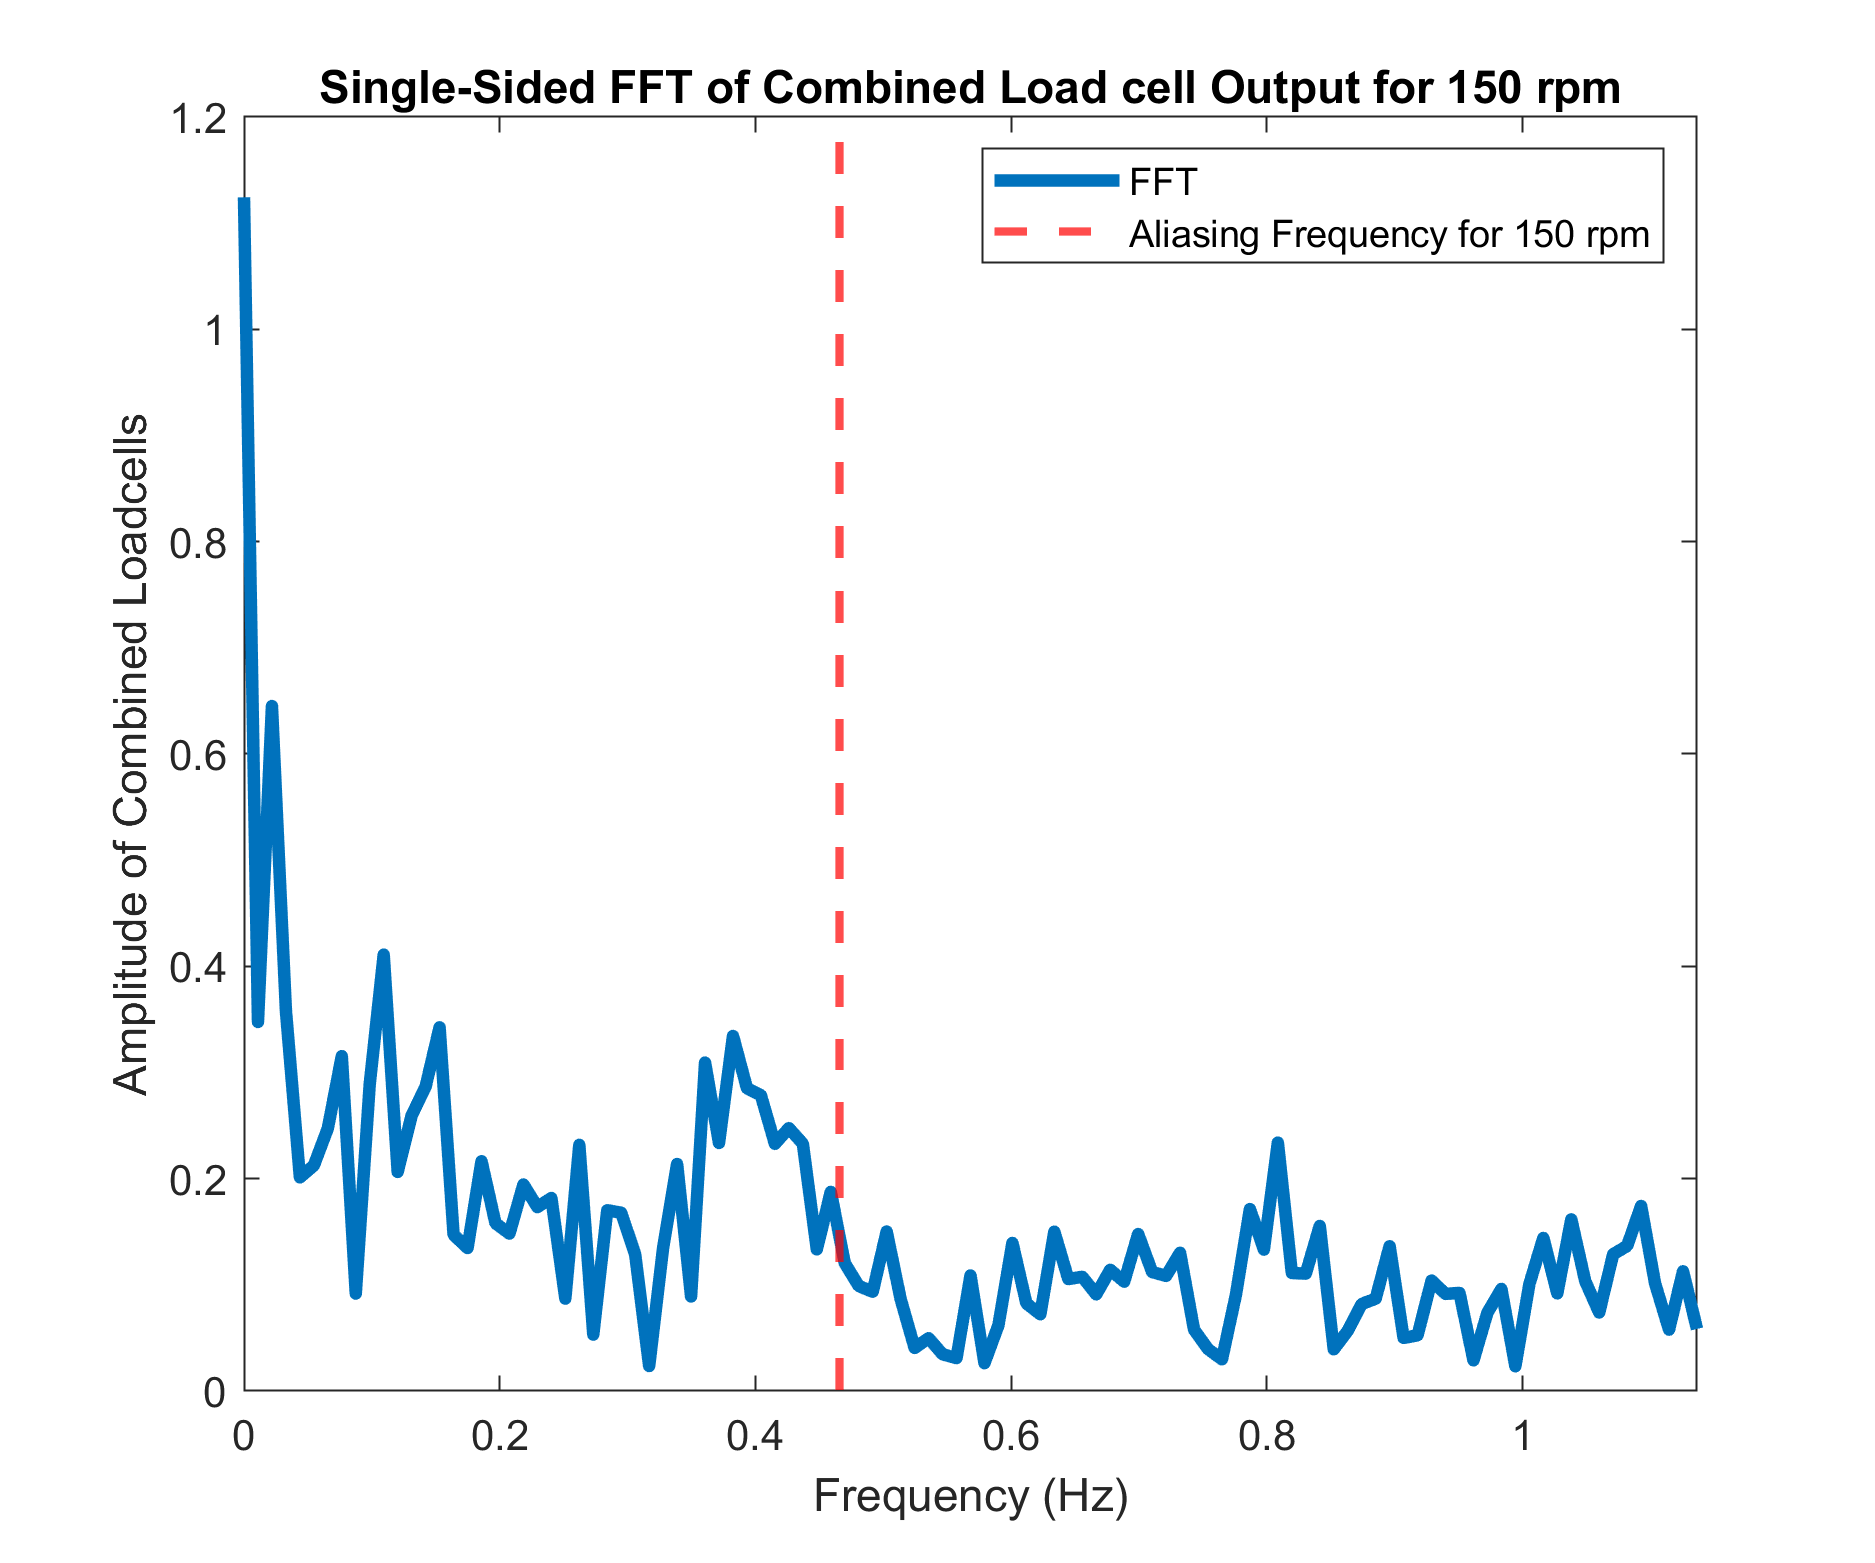 Single-Sided FFT of Combined Load cell Output for 150 rpm
1.2
1
0.8
0.6
0.4
0.2
0
Amplitude of Combined Loadcells
FFT
Aliasing Frequency for 150 rpm
0 0.2 0.4 0.6 0.8 1
Frequency (Hz)